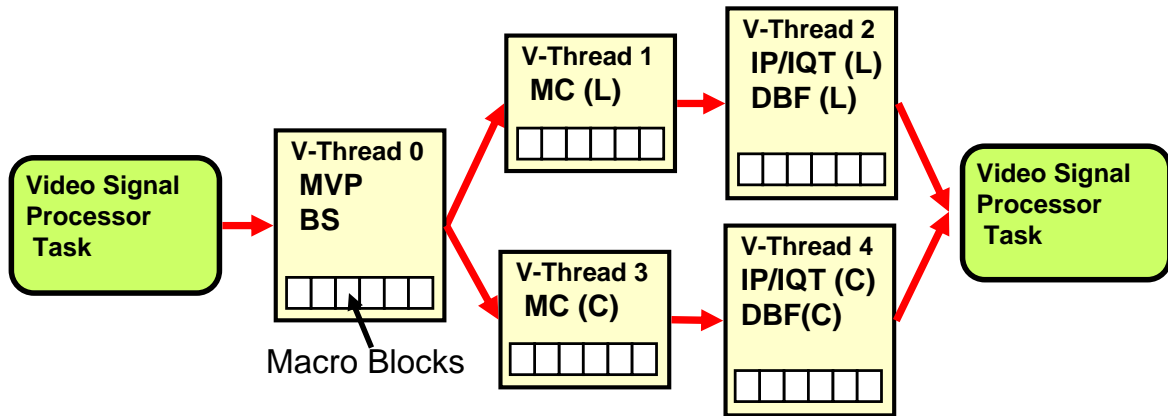 Video Signal
Processor
Task
V-Thread 0
MVP
BS
Macro Blocks
V-Thread 1
MC (L)
V-Thread 2
IP/IQT (L)
DBF (L)
V-Thread 3
MC (C)
V-Thread 4
IP/IQT (C)
DBF(C)
Video Signal
Processor
Task